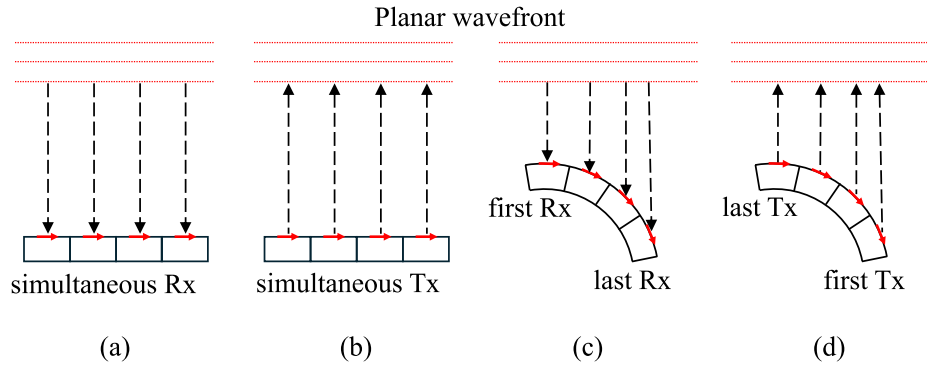 Planar wavefront
simultaneous Rx
simultaneous Tx
first Rx
last Rx
last Tx
first Tx
(a)
(b)
(c)
(d)